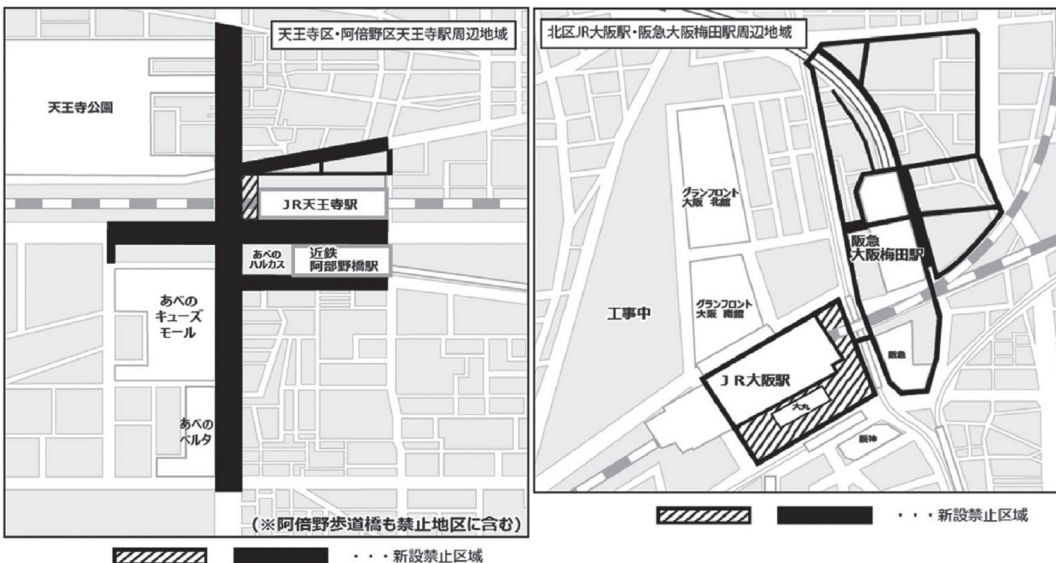 天王寺区・阿倍野区天王寺駅周辺地域
天王寺公園
JR天王寺駅
あべの
ハルカス
近鉄
阿部野橋駅
あべの
キューズ
モール
あべの
ベルタ
(※阿倍野歩道橋も禁止地区に含む)
・・・新設禁止区域
北区JR大阪駅・阪急大阪梅田駅周辺地域
グランフロント
大阪 北館
阪急
大阪梅田駅
グランフロント
大阪 南館
工事中
阪急
JR大阪駅
大丸
阪神
・・・新設禁止区域